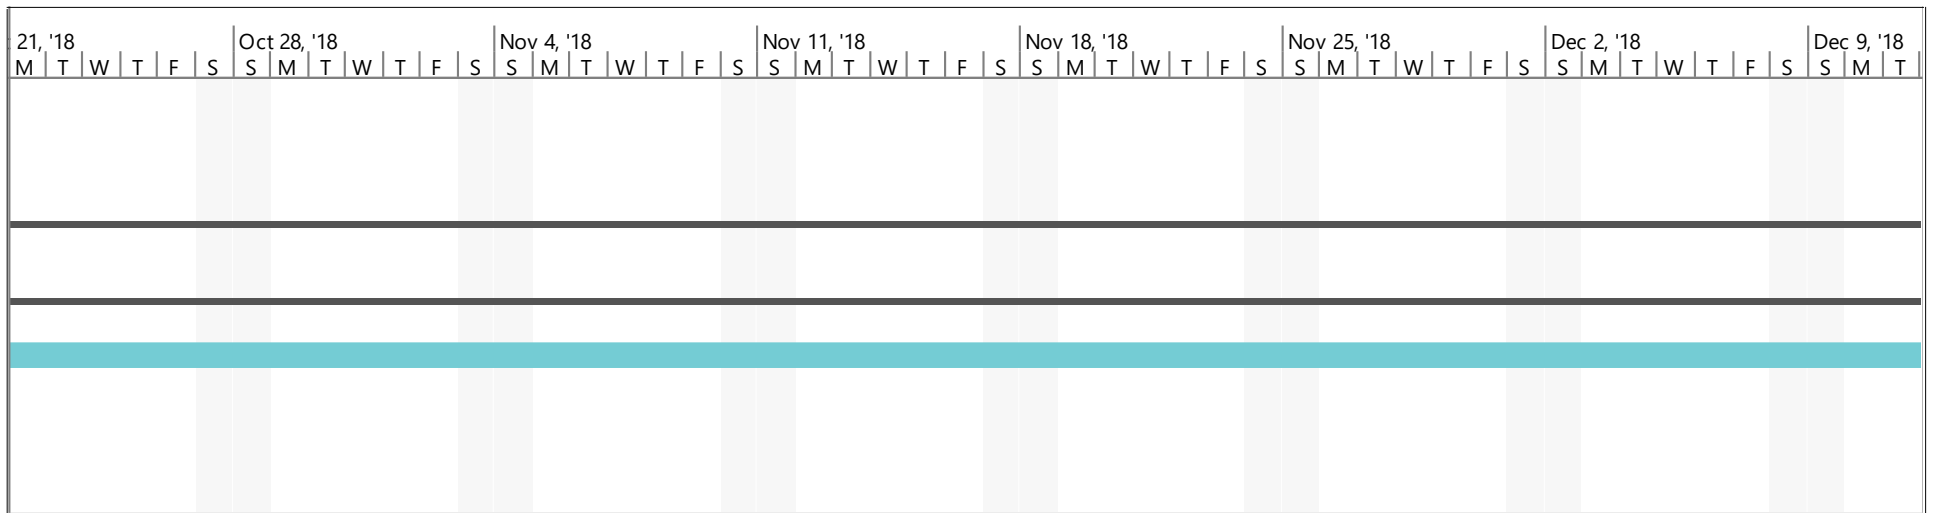 21, '18 Oct 28, '18 Nov 4, '18 Nov 11, '18 Nov 18, '18 Nov 25, '18 Dec 2, '18 Dec 9, '18
M T W T F S S M T W T F S S M T W T F S S M T W T F S S M T W T F S S M T W T F S S M T W T F S S M T